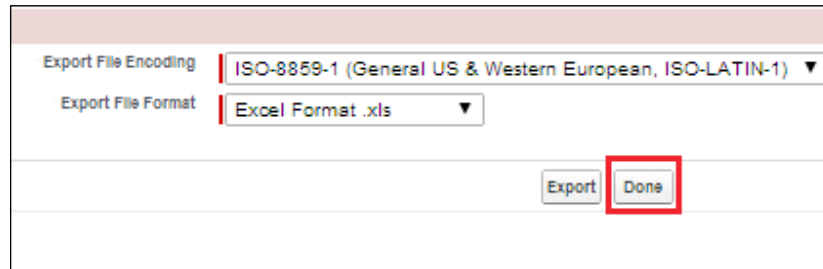 Export File Encoding ISO-8859-1 (General US & Western European, ISO-LATIN-1)
Export File Format Excel Format .xls
Export Done